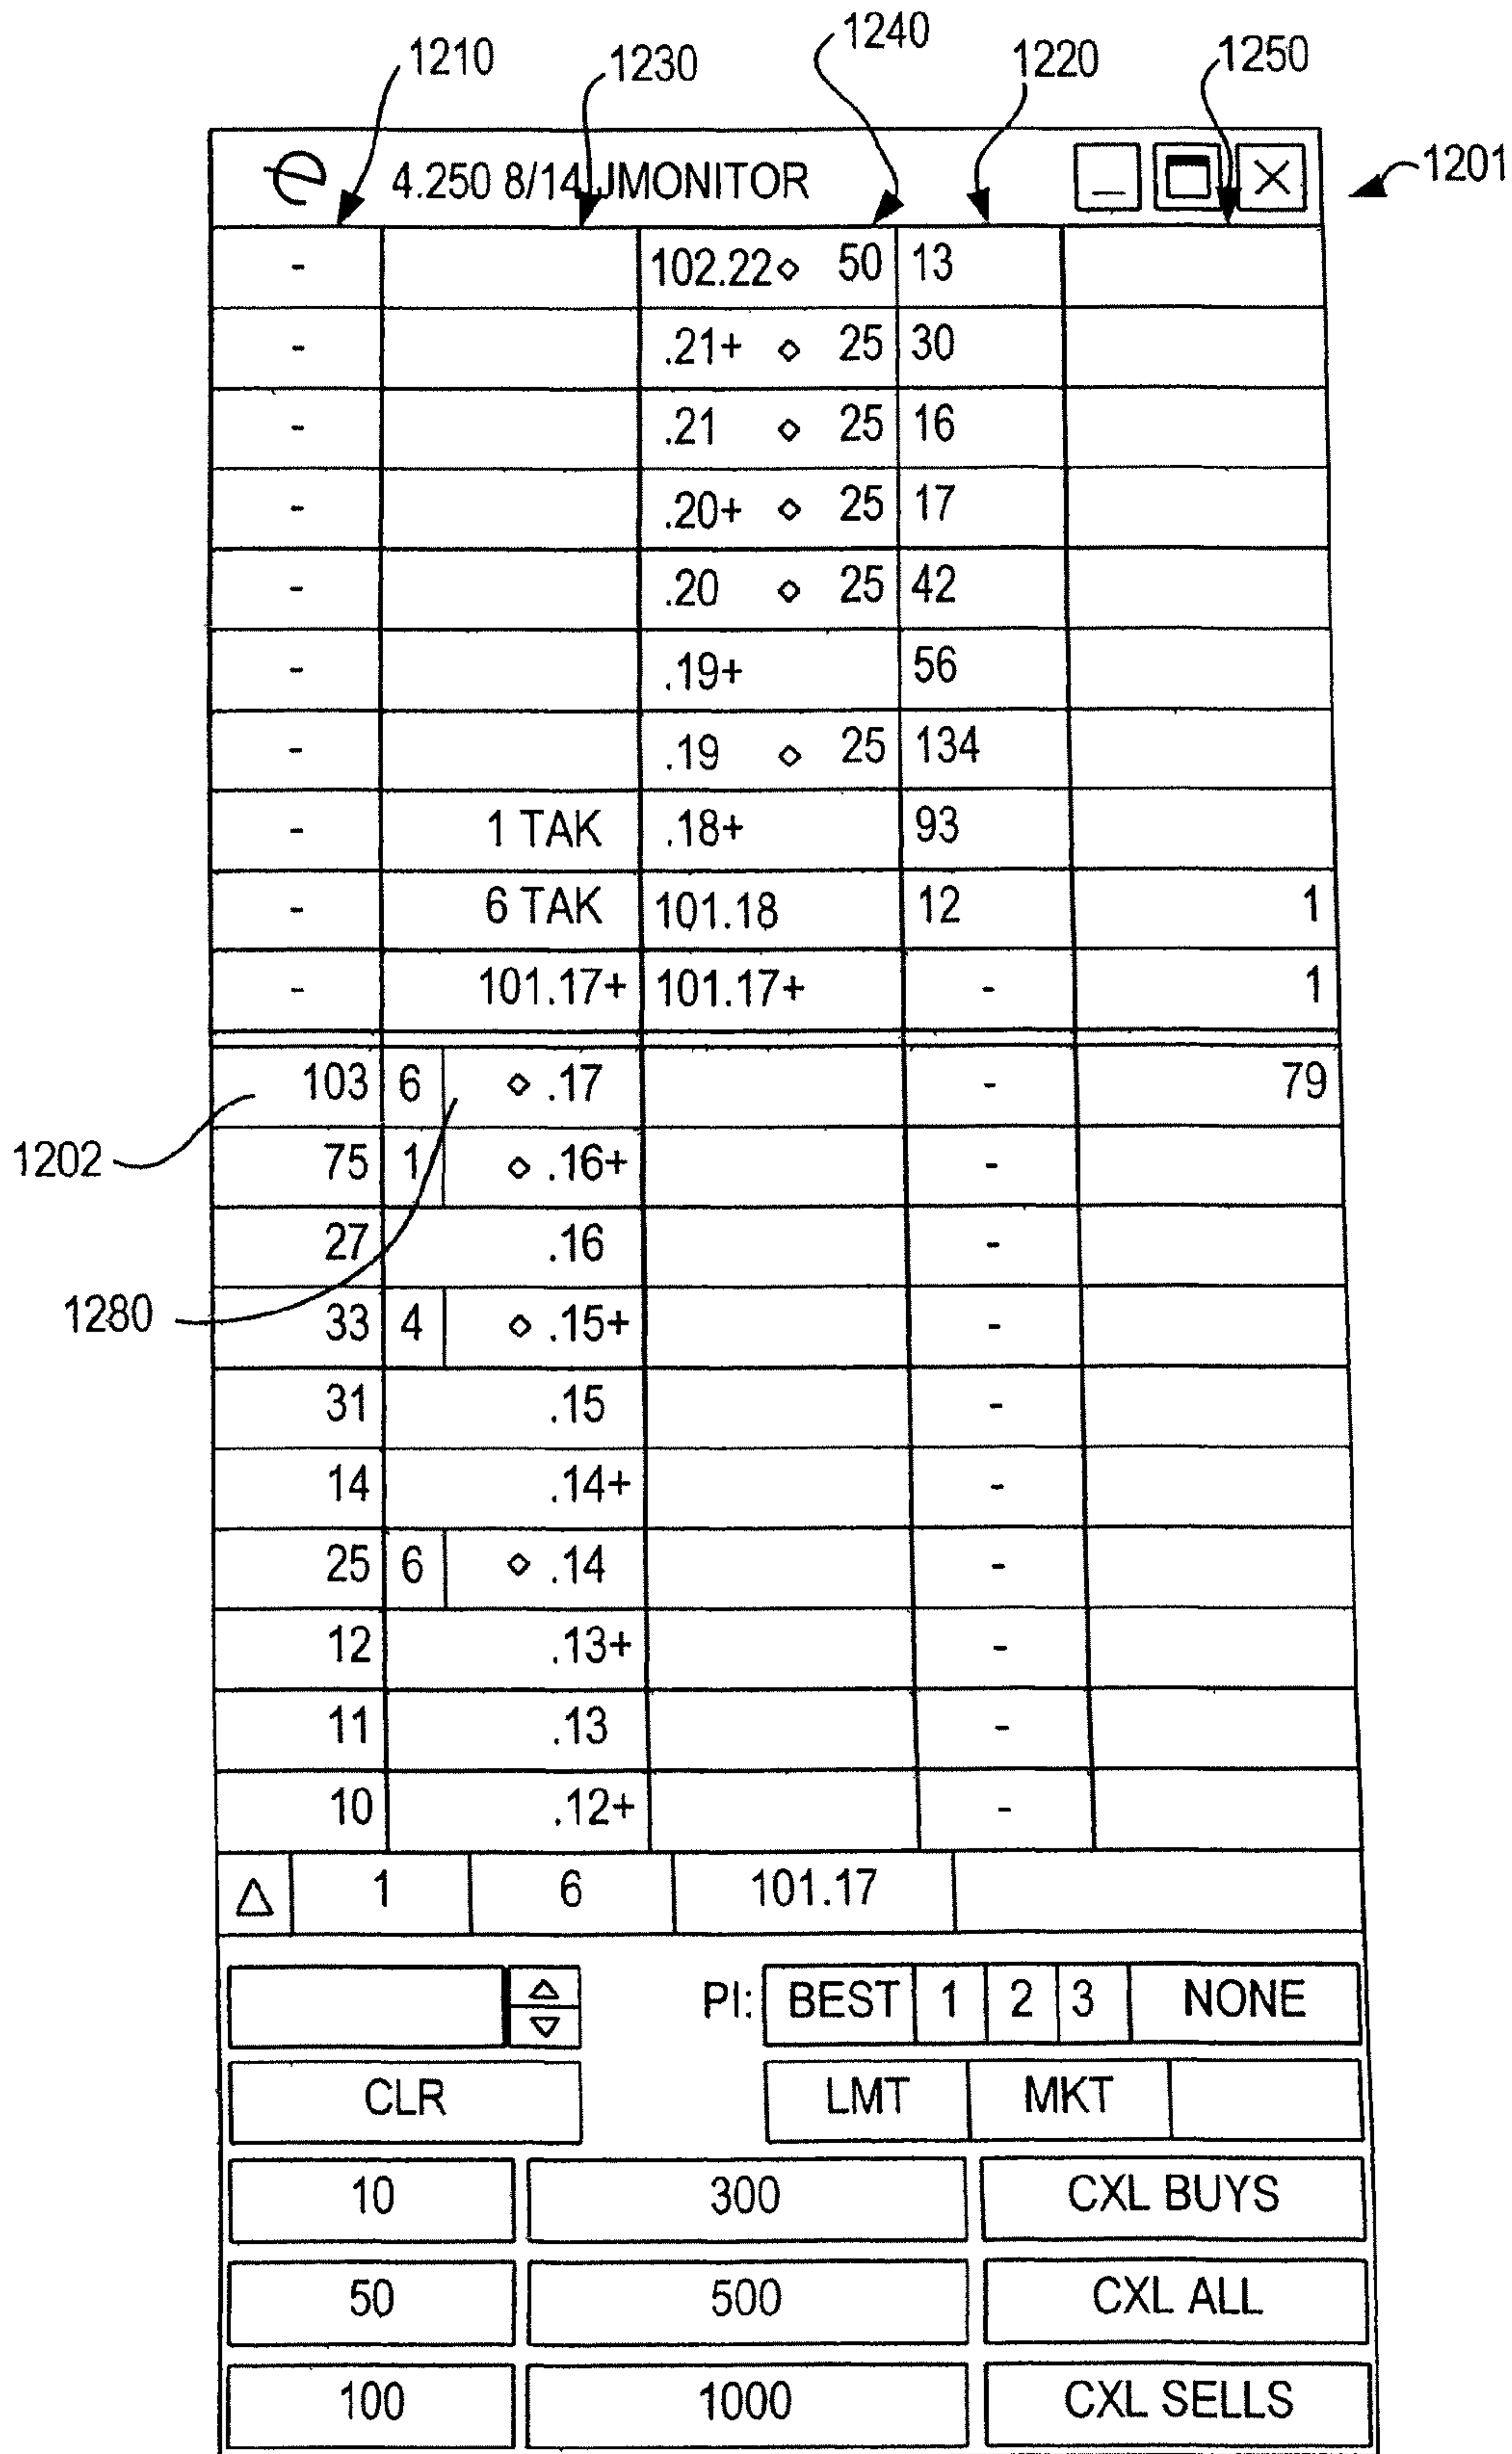 1210 1230 1240 1220 1250
e 4.250 8/14 JMONITOR
1201
- 102.22◇ 50 13
- .21+ ◇ 25 30
- .21 ◇ 25 16
- .20+ ◇ 25 17
- .20 ◇ 25 42
- .19+ 56
- .19 ◇ 25 134
- 1 TAK .18+ 93
- 6 TAK 101.18 12 1
- 101.17+ 101.17+ - 1
103 6 ◇ .17 - 79
1202
75 1 ◇ .16+ -
27 .16 -
1280
33 4 ◇ .15+ -
31 .15 -
14 .14+ -
25 6 ◇ .14 -
12 .13+ -
11 .13 -
10 .12+ -
△ 1 6 101.17
PI: BEST 1 2 3 NONE
CLR LMT MKT
10 300 CXL BUYS
50 500 CXL ALL
100 1000 CXL SELLS